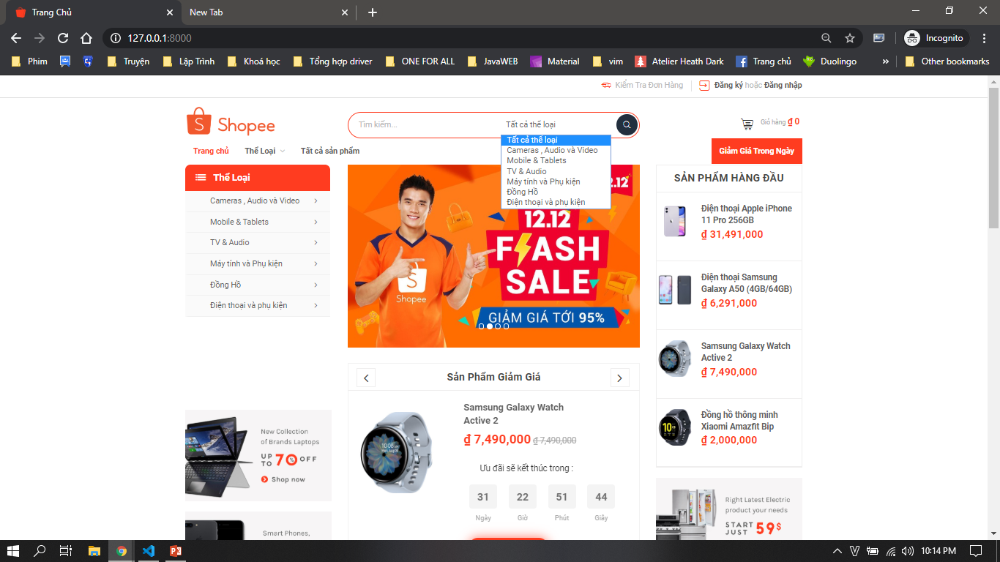 Trang Chủ
New Tab
127.0.0.1:8000
Incognito
Phim
Truyện
Lập Trình
Khoá học
Tổng hợp driver
ONE FOR ALL
JavaWEB
Material
vim
Atelier Heath Dark
Trang chủ
Duolingo
»
Other bookmarks
Kiểm Tra Đơn Hàng
Đăng ký hoặc Đăng nhập
Shopee
Tìm kiếm...
Tất cả thể loại
Giỏ hàng ₫ 0
Tất cả thể loại
Cameras , Audio và Video
Mobile & Tablets
TV & Audio
Máy tính và Phụ kiện
Đồng Hồ
Điện thoại và phụ kiện
Trang chủ
Thể Loại
Tất cả sản phẩm
Giảm Giá Trong Ngày
Thể Loại
Cameras , Audio và Video
Mobile & Tablets
TV & Audio
Máy tính và Phụ kiện
Đồng Hồ
Điện thoại và phụ kiện
2.12
12.12
FLASH
SALE
GIẢM GIÁ TỚI 95%
Shopee
SẢN PHẨM HÀNG ĐẦU
Điện thoại Apple iPhone
11 Pro 256GB
₫ 31,491,000
Điện thoại Samsung
Galaxy A50 (4GB/64GB)
₫ 6,291,000
Samsung Galaxy Watch
Active 2
₫ 7,490,000
Đồng hồ thông minh
Xiaomi Amazfit Bip
₫ 2,000,000
Sản Phẩm Giảm Giá
Samsung Galaxy Watch
Active 2
₫ 7,490,000 ₫ 7,490,000
Ưu đãi sẽ kết thúc trong :
31
22
51
44
Ngày
Giờ
Phút
Giây
New Collection
of Brands Laptops
UP TO 70% OFF
Shop now
Smart Phones,
Right Latest Electric
product your needs
START JUST 59$
10:14 PM